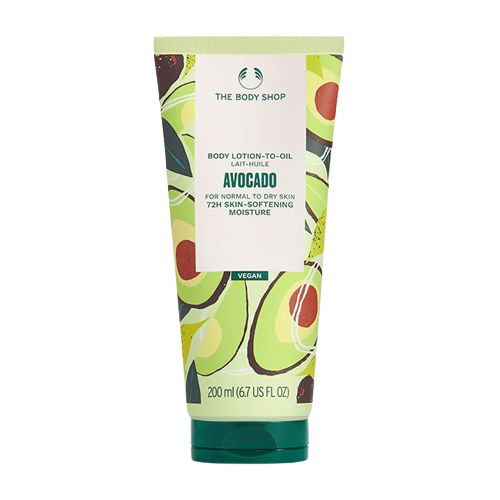 THE BODY SHOP
BODY LOTION-TO-OIL
LAIT-HUILE
AVOCADO
FOR NORMAL TO DRY SKIN
72H SKIN-SOFTENING
MOISTURE
VEGAN
200 ml (6.7 US FL OZ)